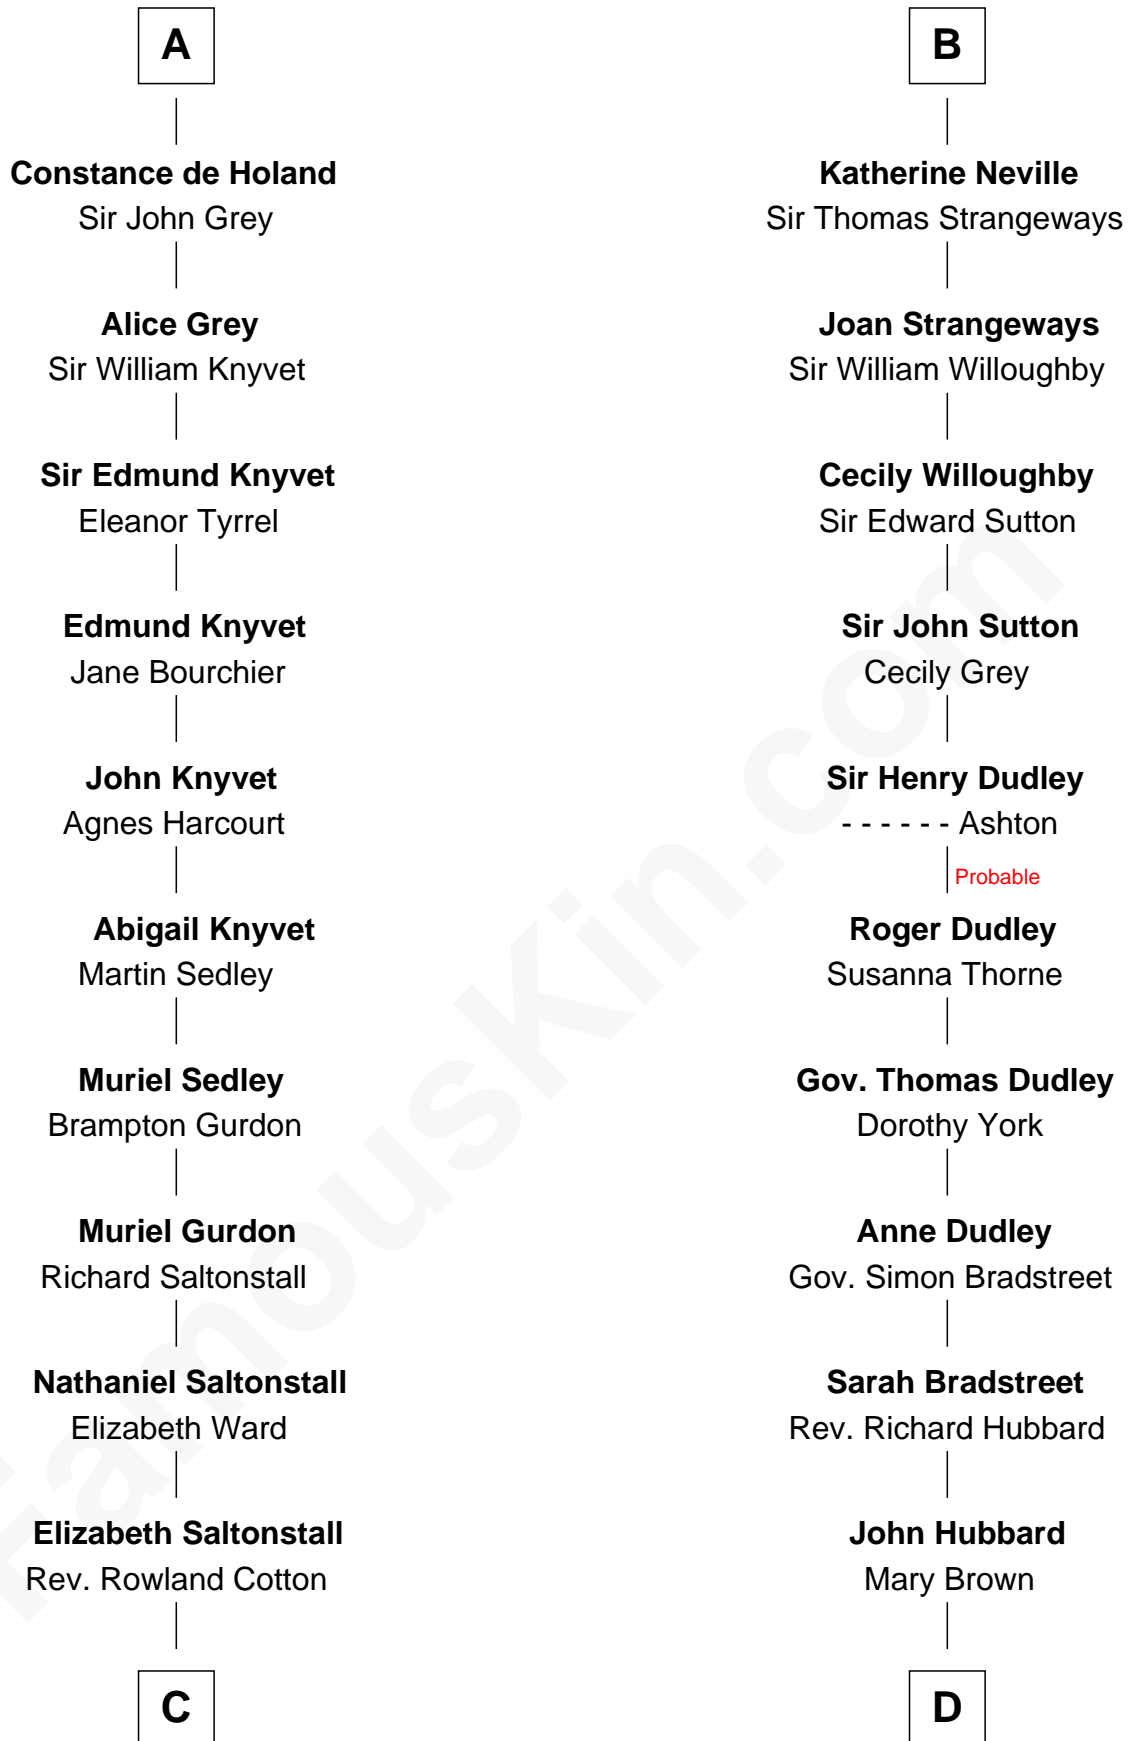 A
Constance de Holand
Sir John Grey
Alice Grey
Sir William Knyvet
Sir Edmund Knyvet
Eleanor Tyrrel
Edmund Knyvet
Jane Bourchier
John Knyvet
Agnes Harcourt
Abigail Knyvet
Martin Sedley
Muriel Sedley
Brampton Gurdon
Muriel Gurdon
Richard Saltonstall
Nathaniel Saltonstall
Elizabeth Ward
Elizabeth Saltonstall
Rev. Rowland Cotton
C
B
Katherine Neville
Sir Thomas Strangeways
Joan Strangeways
Sir William Willoughby
Cecily Willoughby
Sir Edward Sutton
Sir John Sutton
Cecily Grey
Sir Henry Dudley
- - - - - - Ashton
Probable
Roger Dudley
Susanna Thorne
Gov. Thomas Dudley
Dorothy York
Anne Dudley
Gov. Simon Bradstreet
Sarah Bradstreet
Rev. Richard Hubbard
John Hubbard
Mary Brown
D
FamousKin.com